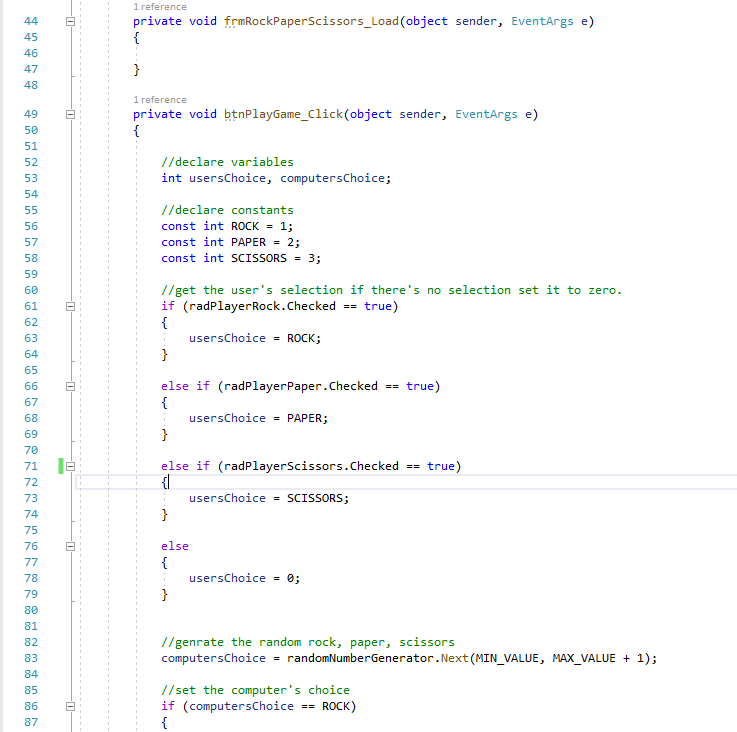 1 reference
44 private void frmRockPaperScissors_Load(object sender, EventArgs e)
45 {
46
47 }
48
1 reference
49 private void btnPlayGame_Click(object sender, EventArgs e)
50 {
51
52 //declare variables
53 int usersChoice, computersChoice;
54
55 //declare constants
56 const int ROCK = 1;
57 const int PAPER = 2;
58 const int SCISSORS = 3;
59
60 //get the user's selection if there's no selection set it to zero.
61 if (radPlayerRock.Checked == true)
62 {
63 usersChoice = ROCK;
64 }
65
66 else if (radPlayerPaper.Checked == true)
67 {
68 usersChoice = PAPER;
69 }
70
71 else if (radPlayerScissors.Checked == true)
72 {
73 usersChoice = SCISSORS;
74 }
75
76 else
77 {
78 usersChoice = 0;
79 }
80
81
82 //genrate the random rock, paper, scissors
83 computersChoice = randomNumberGenerator.Next(MIN_VALUE, MAX_VALUE + 1);
84
85 //set the computer's choice
86 if (computersChoice == ROCK)
87 {